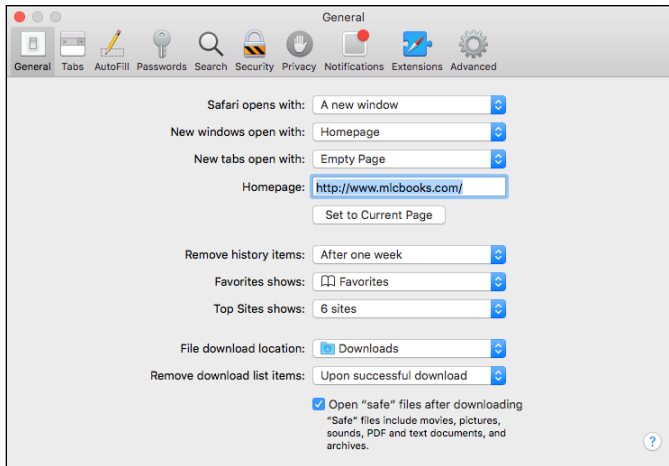 General
General Tabs AutoFill Passwords Search Security Privacy Notifications Extensions Advanced
Safari opens with: A new window
New windows open with: Homepage
New tabs open with: Empty Page
Homepage: http://www.mlcbooks.com/
Set to Current Page
Remove history items: After one week
Favorites shows: Favorites
Top Sites shows: 6 sites
File download location: Downloads
Remove download list items: Upon successful download
Open “safe” files after downloading
“Safe” files include movies, pictures,
sounds, PDF and text documents, and
archives.
?